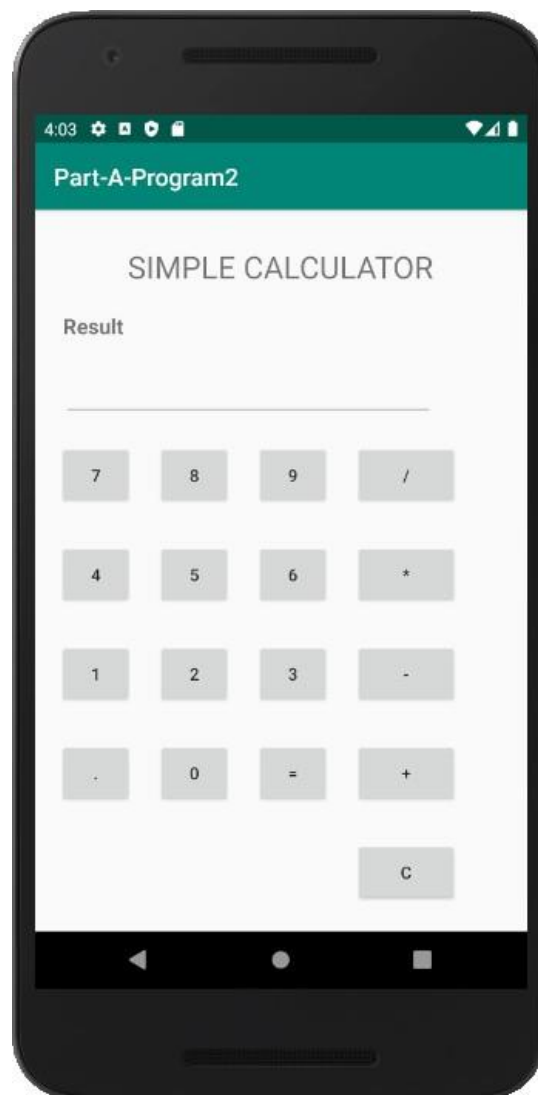 4:03
Part-A-Program2
SIMPLE CALCULATOR
Result
7 8 9 /
4 5 6 *
1 2 3 -
. 0 = +
C